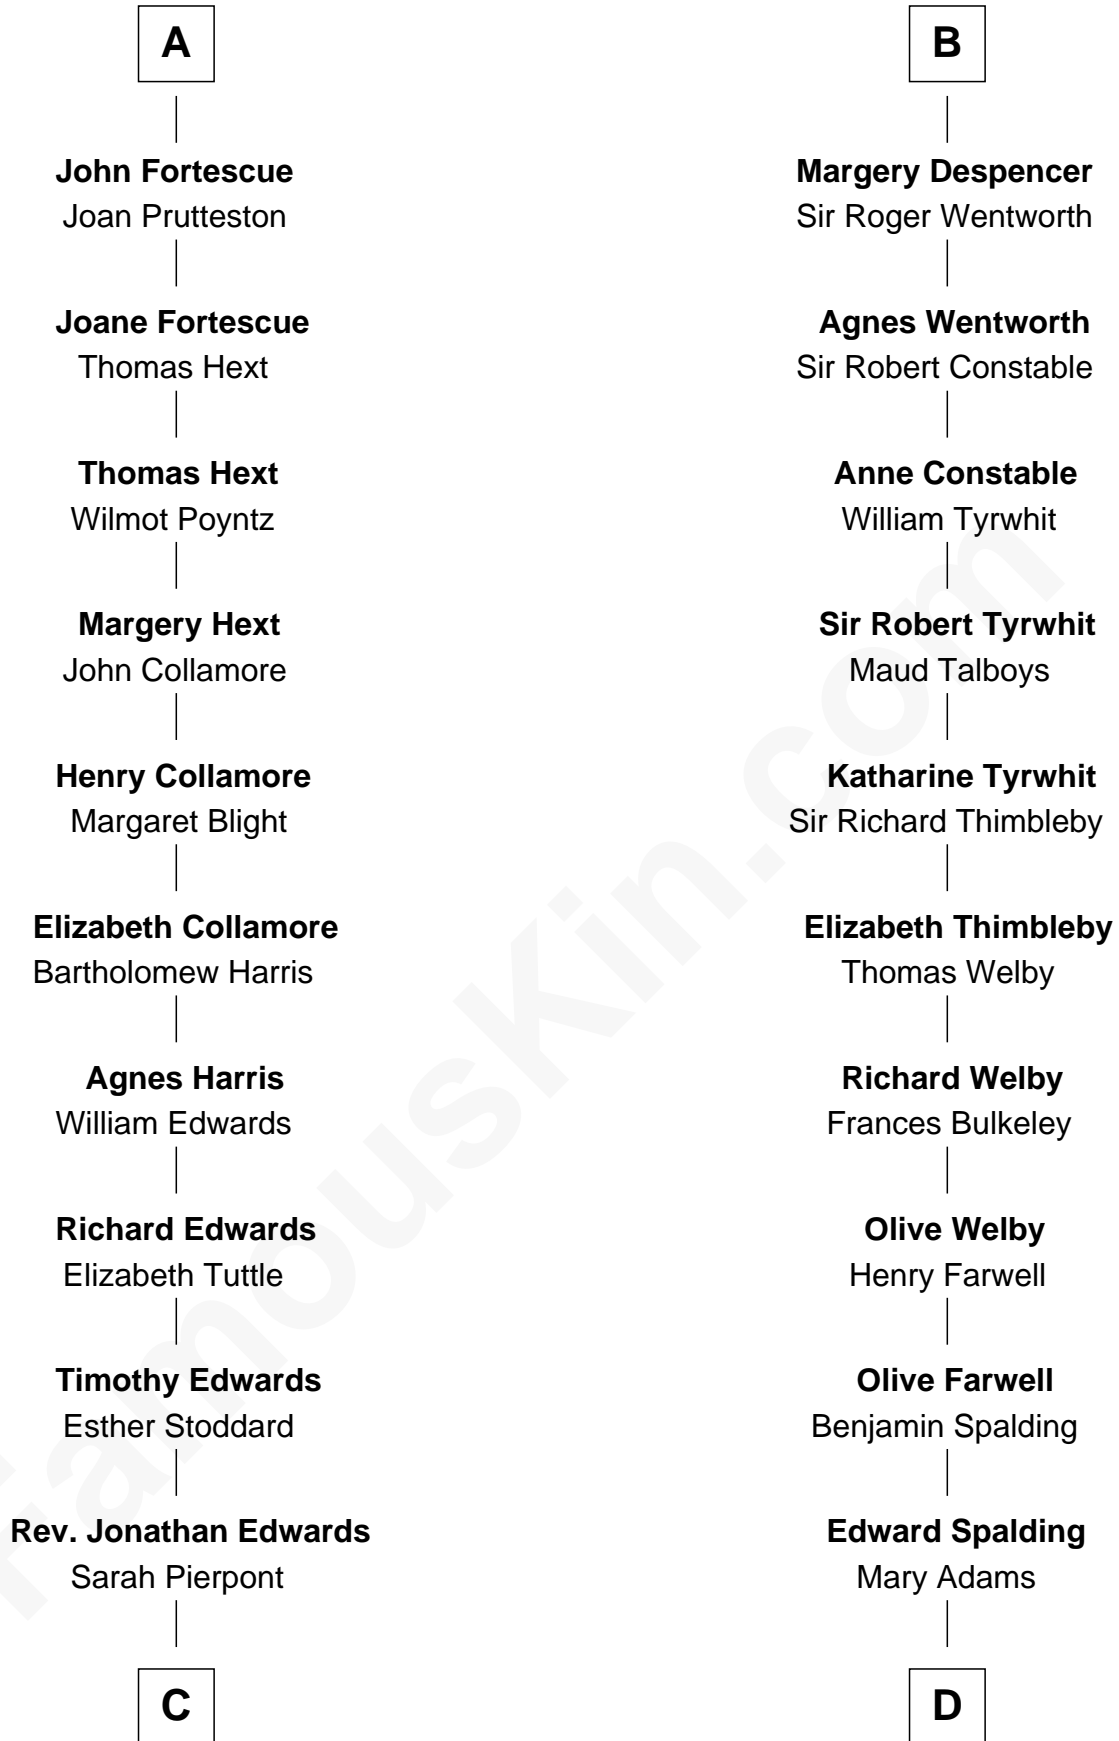 A
John Fortescue
Joan Prutteston
Joane Fortescue
Thomas Hext
Thomas Hext
Wilmot Poyntz
Margery Hext
John Collamore
Henry Collamore
Margaret Blight
Elizabeth Collamore
Bartholomew Harris
Agnes Harris
William Edwards
Richard Edwards
Elizabeth Tuttle
Timothy Edwards
Esther Stoddard
Rev. Jonathan Edwards
Sarah Pierpont
C
B
Margery Despencer
Sir Roger Wentworth
Agnes Wentworth
Sir Robert Constable
Anne Constable
William Tyrwhit
Sir Robert Tyrwhit
Maud Talboys
Katharine Tyrwhit
Sir Richard Thimbleby
Elizabeth Thimbleby
Thomas Welby
Richard Welby
Frances Bulkeley
Olive Welby
Henry Farwell
Olive Farwell
Benjamin Spalding
Edward Spalding
Mary Adams
D
FamousKin.com